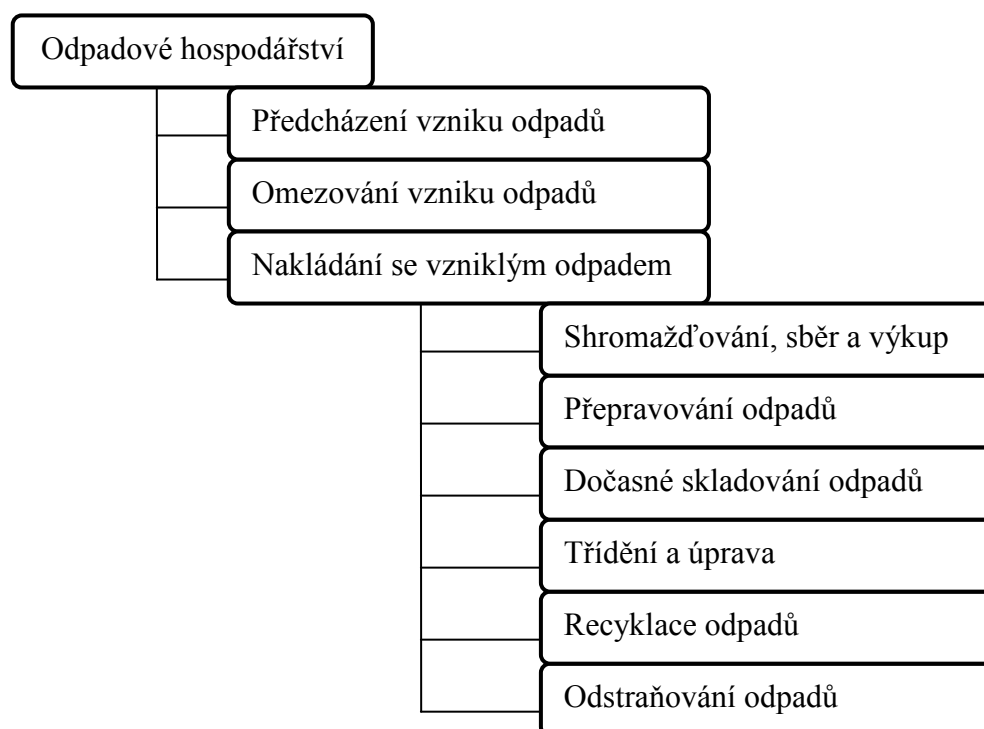 Odpadové hospodářství
Předcházení vzniku odpadů
Omezování vzniku odpadů
Nakládání se vzniklým odpadem
Shromažďování, sběr a výkup
Přepravování odpadů
Dočasné skladování odpadů
Třídění a úprava
Recyklace odpadů
Odstraňování odpadů